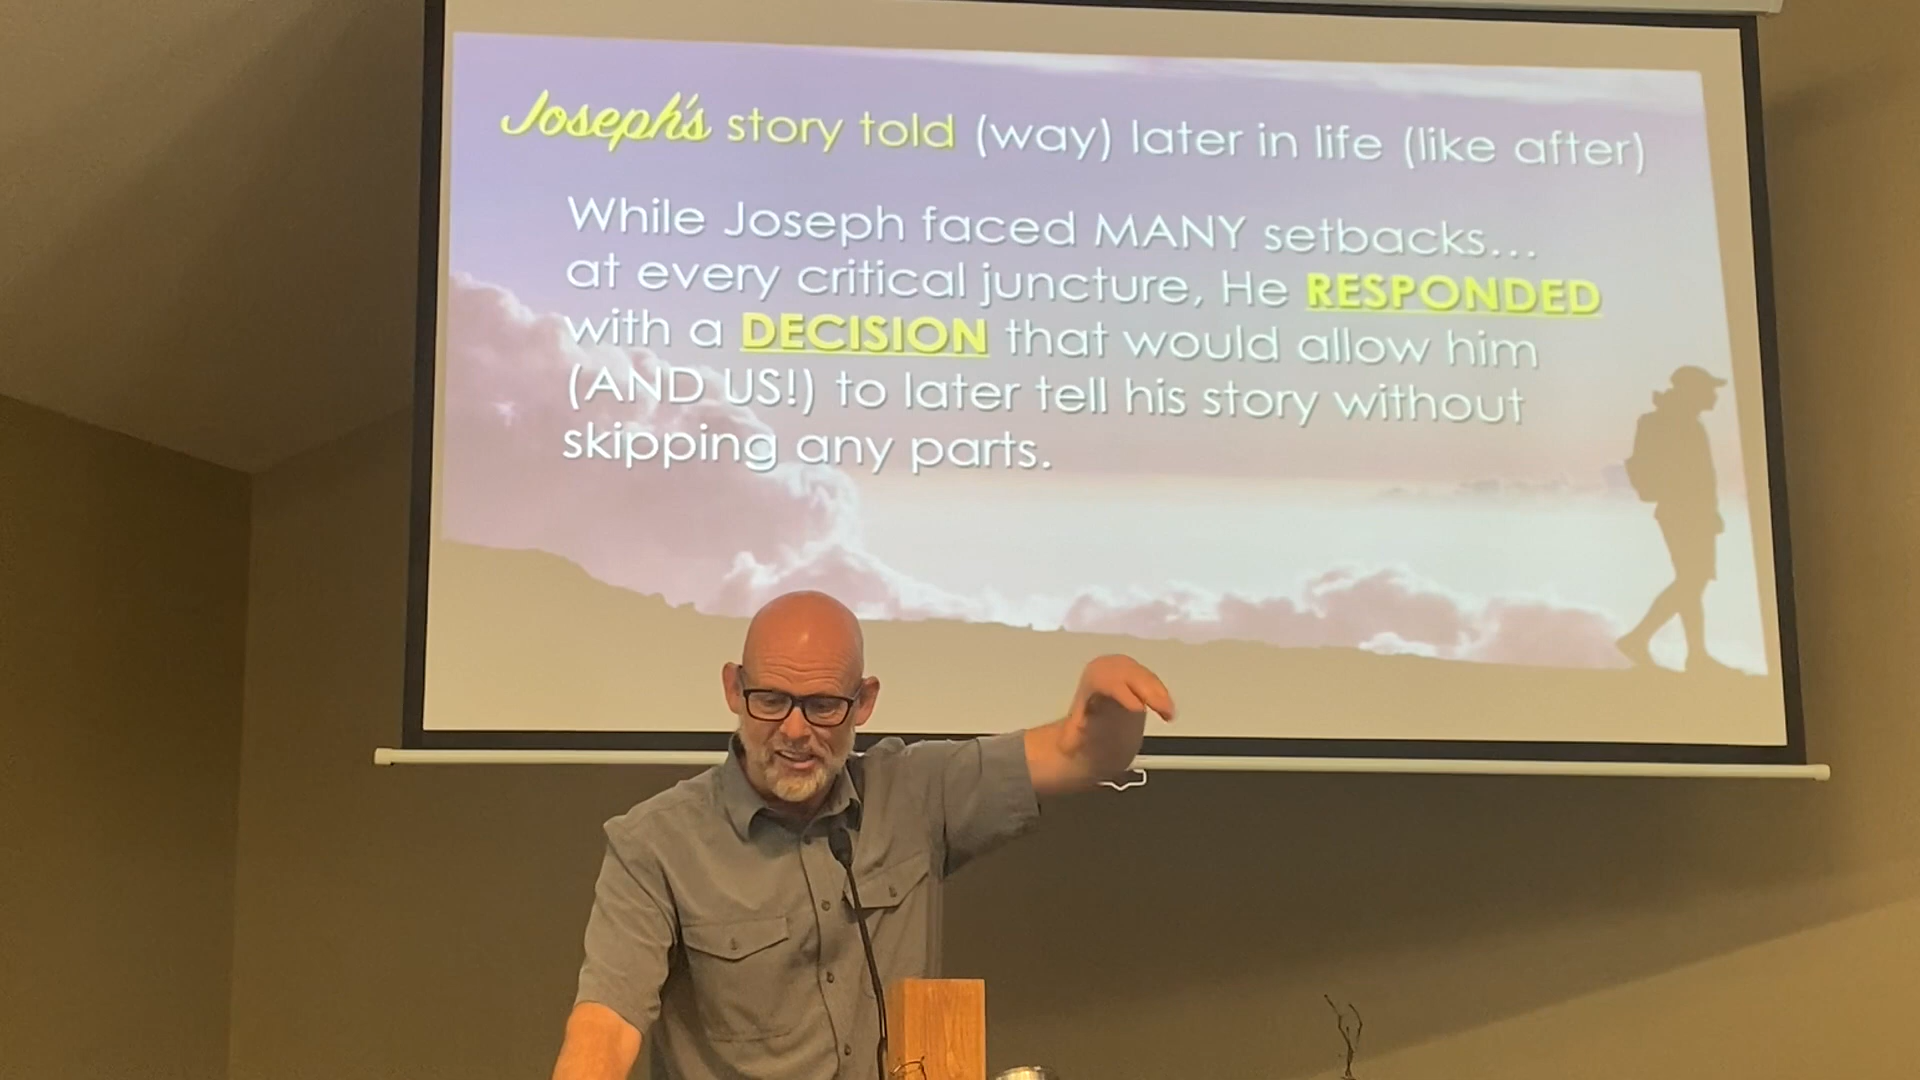 Joseph's story told (way) later in life (like after)
While Joseph faced MANY setbacks...
at every critical juncture, He RESPONDED
with a DECISION that would allow him
(AND US!) to later tell his story without
skipping any parts.